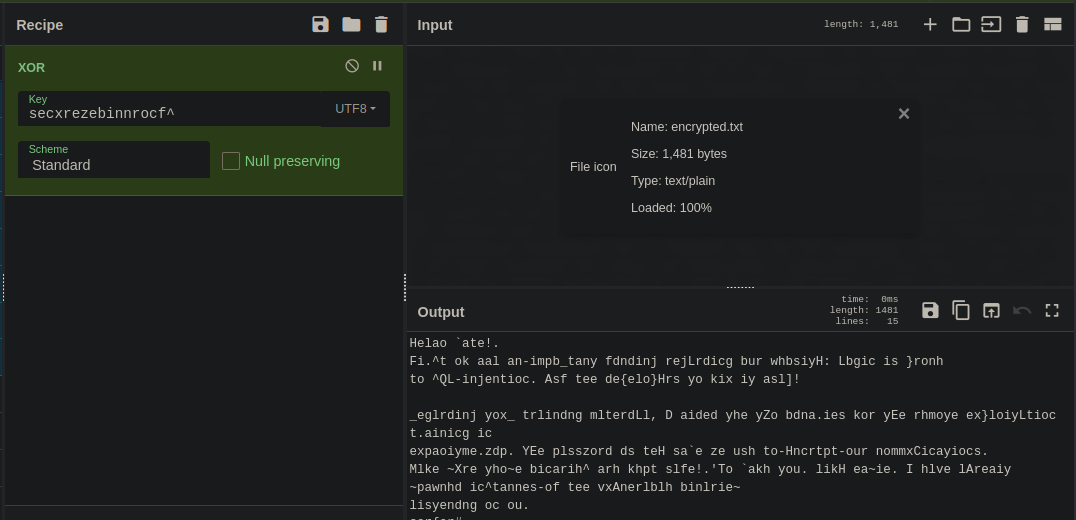 Recipe
XOR
Key
secxrezebinnrocf^
UTF8
Scheme
Standard
Null preserving
Input
length: 1,481
File icon
Name: encrypted.txt
Size: 1,481 bytes
Type: text/plain
Loaded: 100%
Output
time: 0ms
length: 1481
lines: 15
Helao `ate!.
Fi.^t ok aal an-impb_tany fdndinj rejLrdicg bur whbsiyH: Lbgic is }ronh
to ^QL-injentioc. Asf tee de{elo}Hrs yo kix iy asl]!
_eglrdinj yox_ trlindng mlterdLl, D aided yhe yZo bdna.ies kor yEe rhmoye ex}loiyLtioc
t.ainicg ic
expaoiyme.zdp. YEe plsszord ds teH sa`e ze ush to-Hncrtpt-our nommxCicayiocs.
Mlke ~Xre yho~e bicarih^ arh khpt slfe!.'To `akh you. likH ea~ie. I hlve lAreaiy
~pawnhd ic^tannes-of tee vxAnerlblh binlrie~
lisyendng oc ou.